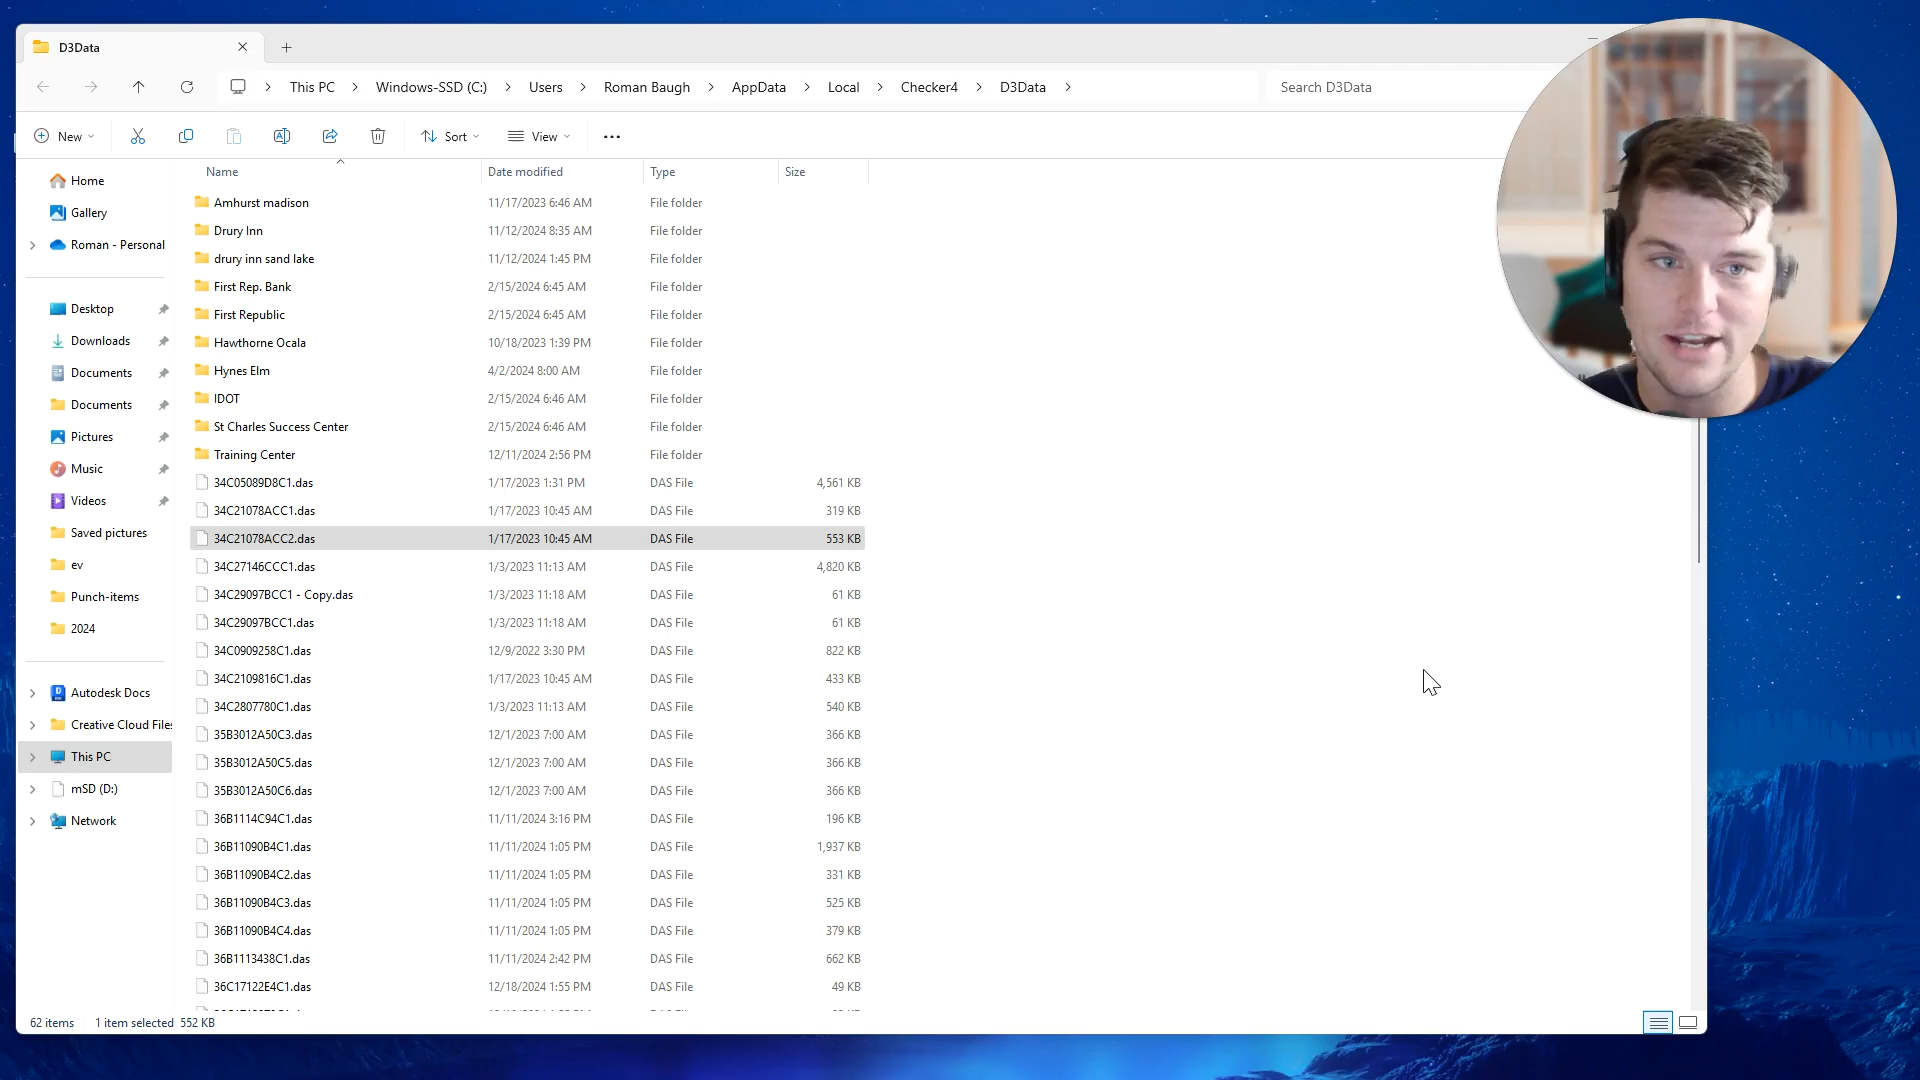 D3Data
This PC
Windows-SSD (C:)
Users
Roman Baugh
AppData
Local
Checker4
D3Data
Search D3Data
New
Sort
View
Name
Date modified
Type
Size
Home
Gallery
Roman - Personal
Desktop
Downloads
Documents
Documents
Pictures
Music
Videos
Saved pictures
ev
Punch-items
2024
Autodesk Docs
Creative Cloud Files
This PC
mSD (D:)
Network
Amhurst madison 11/17/2023 6:46 AM File folder
Drury Inn 11/12/2024 8:35 AM File folder
drury inn sand lake 11/12/2024 1:45 PM File folder
First Rep. Bank 2/15/2024 6:45 AM File folder
First Republic 2/15/2024 6:45 AM File folder
Hawthorne Ocala 10/18/2023 1:39 PM File folder
Hynes Elm 4/2/2024 8:00 AM File folder
IDOT 2/15/2024 6:46 AM File folder
St Charles Success Center 2/15/2024 6:46 AM File folder
Training Center 12/11/2024 2:56 PM File folder
34C05089D8C1.das 1/17/2023 1:31 PM DAS File 4,561 KB
34C21078ACC1.das 1/17/2023 10:45 AM DAS File 319 KB
34C21078ACC2.das 1/17/2023 10:45 AM DAS File 553 KB
34C27146CCC1.das 1/3/2023 11:13 AM DAS File 4,820 KB
34C29097BCC1 - Copy.das 1/3/2023 11:18 AM DAS File 61 KB
34C29097BCC1.das 1/3/2023 11:18 AM DAS File 61 KB
34C0909258C1.das 12/9/2022 3:30 PM DAS File 822 KB
34C2109816C1.das 1/17/2023 10:45 AM DAS File 433 KB
34C2807780C1.das 1/3/2023 11:13 AM DAS File 540 KB
35B3012A50C3.das 12/1/2023 7:00 AM DAS File 366 KB
35B3012A50C5.das 12/1/2023 7:00 AM DAS File 366 KB
35B3012A50C6.das 12/1/2023 7:00 AM DAS File 366 KB
36B1114C94C1.das 11/11/2024 3:16 PM DAS File 196 KB
36B11090B4C1.das 11/11/2024 1:05 PM DAS File 1,937 KB
36B11090B4C2.das 11/11/2024 1:05 PM DAS File 331 KB
36B11090B4C3.das 11/11/2024 1:05 PM DAS File 525 KB
36B11090B4C4.das 11/11/2024 1:05 PM DAS File 379 KB
36B1113438C1.das 11/11/2024 2:42 PM DAS File 662 KB
36C17122E4C1.das 12/18/2024 1:55 PM DAS File 49 KB
62 items 1 item selected 552 KB